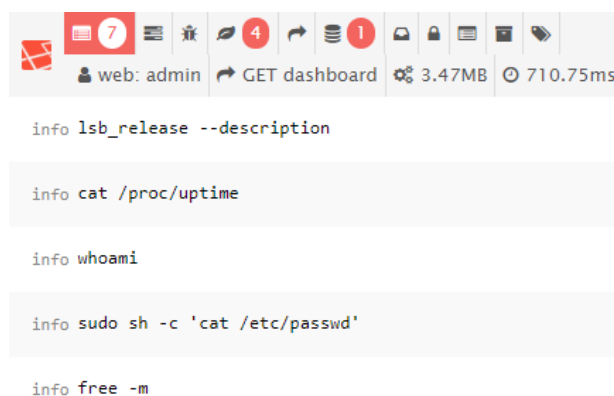 7 4 1
web: admin GET dashboard 3.47MB 710.75ms
info lsb_release --description
info cat /proc/uptime
info whoami
info sudo sh -c 'cat /etc/passwd'
info free -m